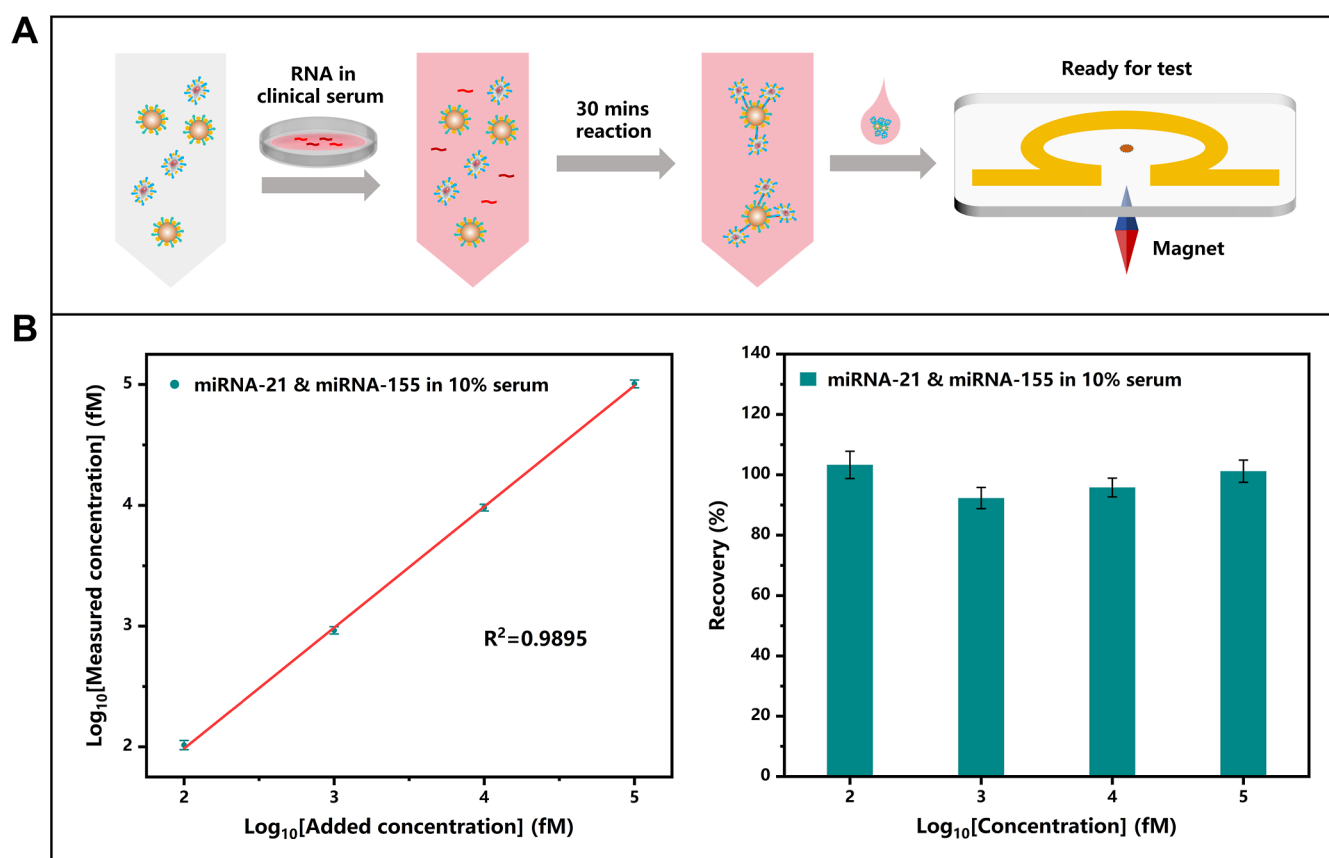 A
RNA in
clinical serum
30 mins
reaction
Ready for test
Magnet
B
Log₁₀[Measured concentration] (fM)
5
4
3
2
miRNA-21 & miRNA-155 in 10% serum
R²=0.9895
2 3 4 5
Log₁₀[Added concentration] (fM)
Recovery (%)
140
120
100
80
60
40
20
0
miRNA-21 & miRNA-155 in 10% serum
2 3 4 5
Log₁₀[Concentration] (fM)